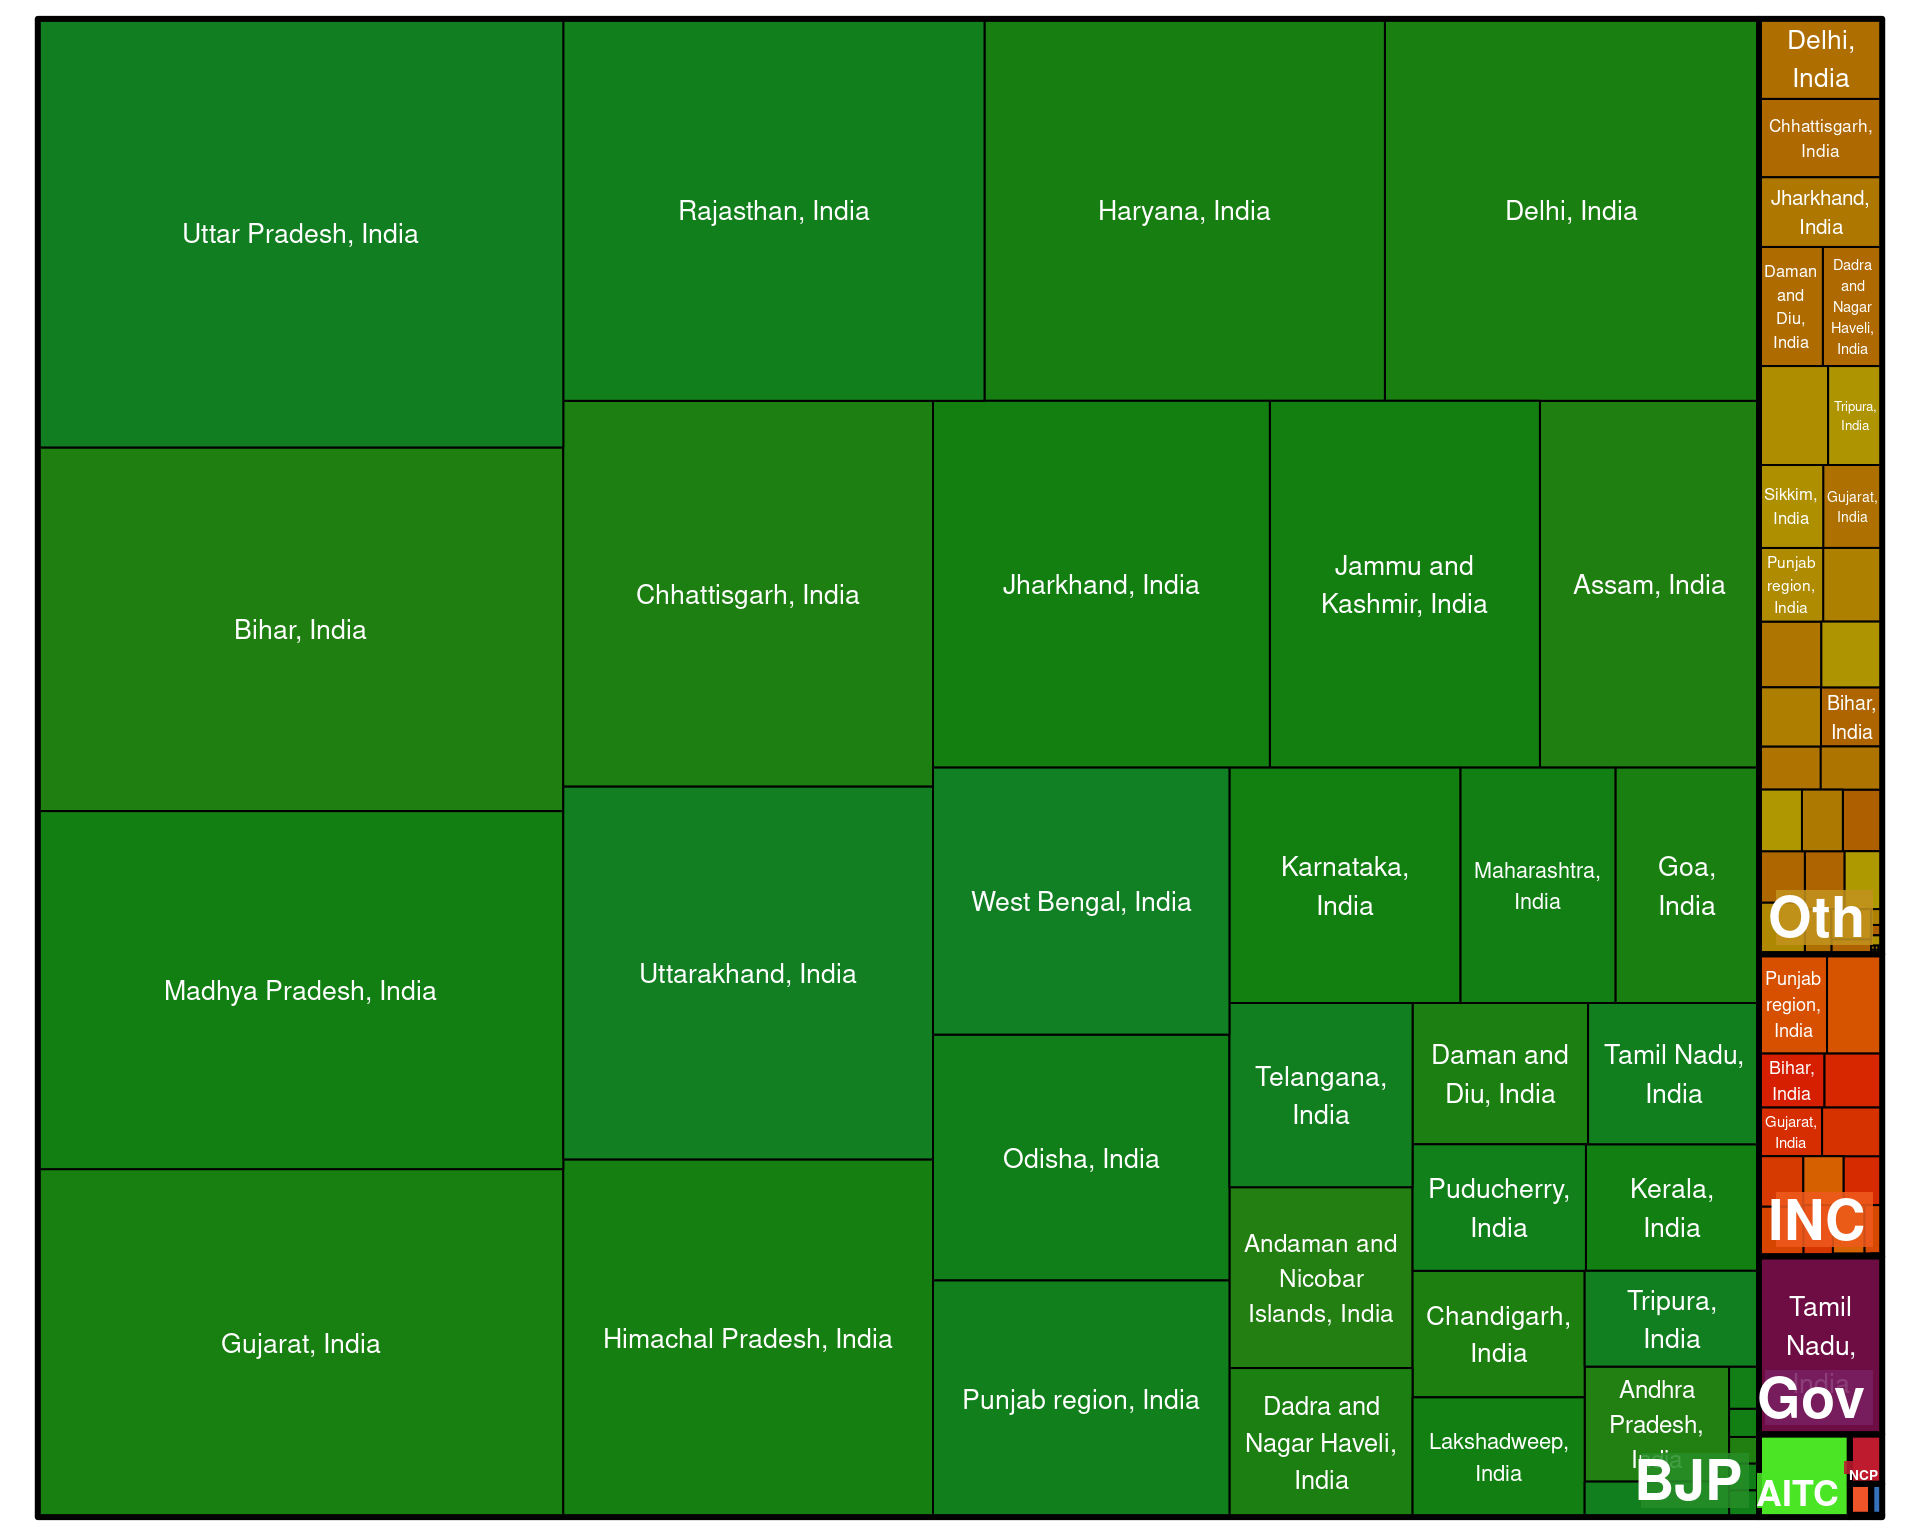 Uttar Pradesh, India
Rajasthan, India
Haryana, India
Delhi, India
Bihar, India
Chhattisgarh, India
Jharkhand, India
Jammu and
Kashmir, India
Assam, India
Madhya Pradesh, India
Uttarakhand, India
West Bengal, India
Karnataka,
India
Maharashtra,
India
Goa,
India
Gujarat, India
Himachal Pradesh, India
Odisha, India
Punjab region, India
Telangana,
India
Daman and
Diu, India
Tamil Nadu,
India
Andaman and
Nicobar
Islands, India
Puducherry,
India
Kerala,
India
Dadra and
Nagar Haveli,
India
Chandigarh,
India
Tripura,
India
Lakshadweep,
India
Andhra
Pradesh,
India
BJP
Delhi,
India
Chhattisgarh,
India
Jharkhand,
India
Daman
and
Diu,
India
Dadra
and
Nagar
Haveli,
India
Tripura,
India
Sikkim,
India
Gujarat,
India
Punjab
region,
India
Bihar,
India
Oth
Punjab
region,
India
Bihar,
India
Gujarat,
India
INC
Tamil
Nadu,
India
Gov
AITC
NCP